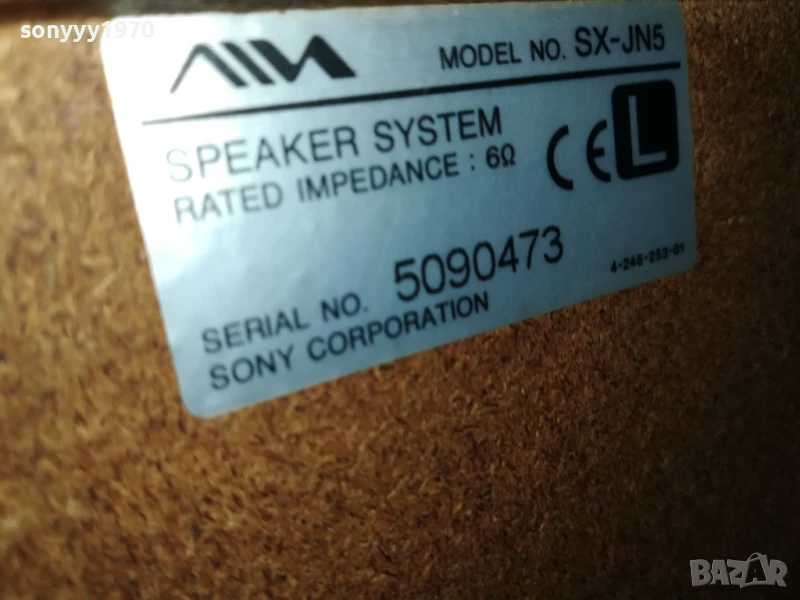 sonyyy1970
AIWA
MODEL NO. SX-JN5
SPEAKER SYSTEM
RATED IMPEDANCE : 6Ω
CE L
SERIAL NO. 5090473
4-246-253-01
SONY CORPORATION
BAZAR